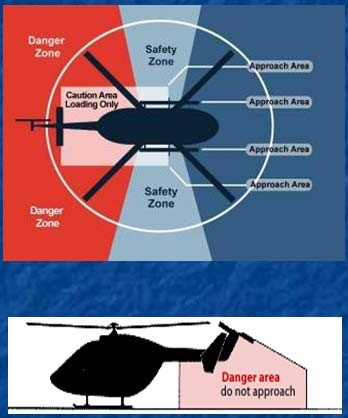 Danger
Zone
Safety
Zone
Approach Area
Caution Area
Loading Only
Approach Area
Approach Area
Approach Area
Danger
Zone
Safety
Zone
Danger area
do not approach